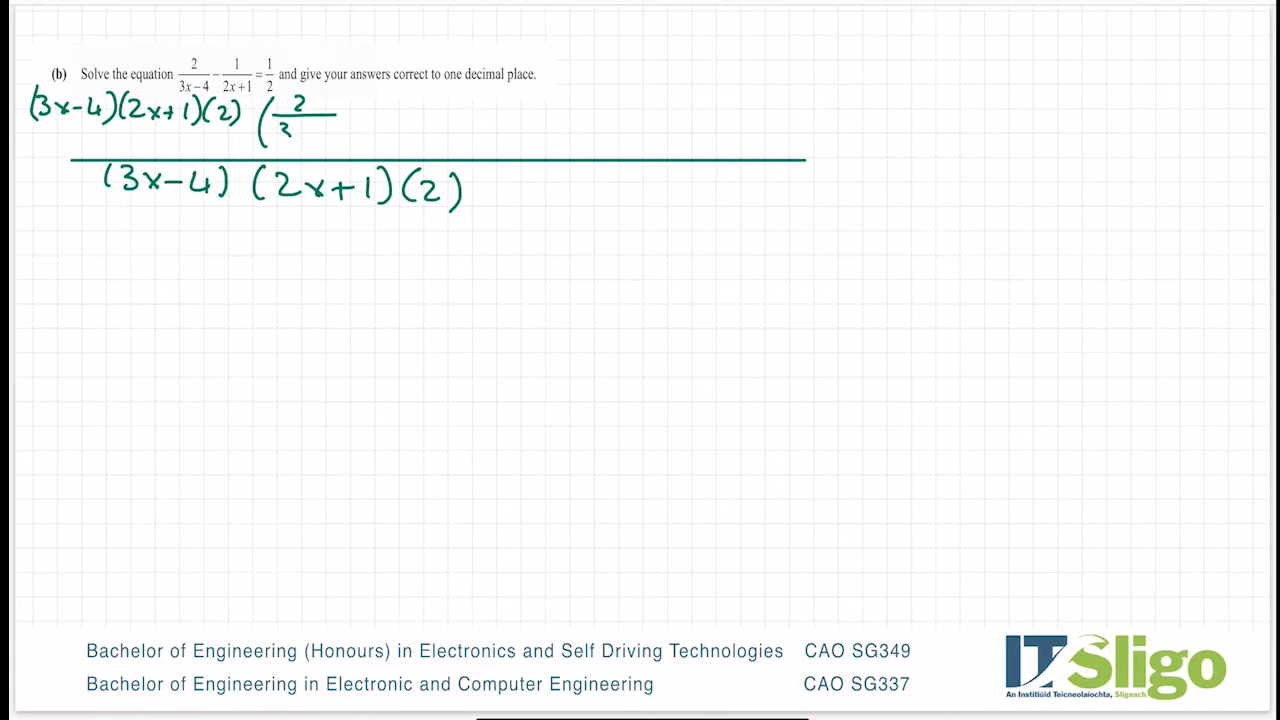 (b) Solve the equation 2/(3x – 4) – 1/(2x + 1) = 1/2 and give your answers correct to one decimal place.
(3x-4)(2x+1)(2) ( 2/3
(3x-4) (2x+1)(2)
Bachelor of Engineering (Honours) in Electronics and Self Driving Technologies CAO SG349
Bachelor of Engineering in Electronic and Computer Engineering CAO SG337
IT Sligo
An Institiúid Teicneolaíochta, Sligeach